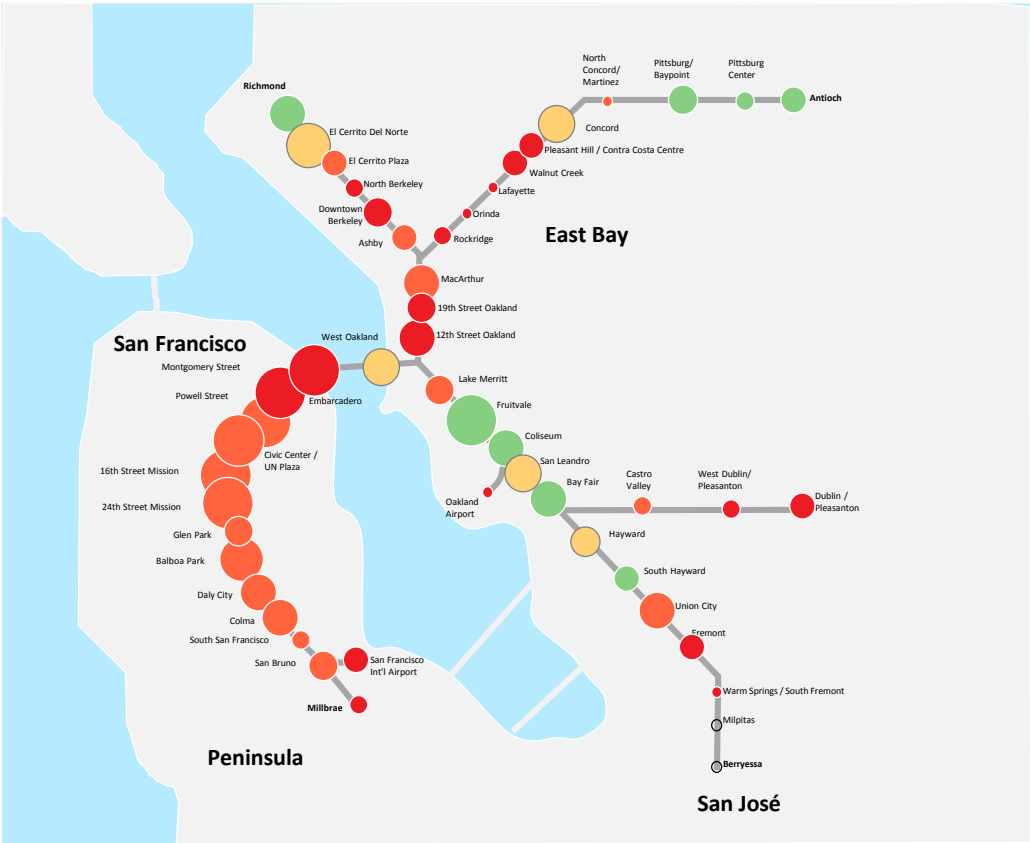 North
Concord/
Martinez
Pittsburg/
Baypoint
Pittsburg
Center
Antioch
Richmond
El Cerrito Del Norte
Concord
El Cerrito Plaza
Pleasant Hill / Contra Costa Centre
Walnut Creek
North Berkeley
Lafayette
Downtown
Berkeley
Orinda
Ashby
Rockridge
East Bay
MacArthur
19th Street Oakland
12th Street Oakland
West Oakland
San Francisco
Montgomery Street
Powell Street
Embarcadero
Lake Merritt
Fruitvale
Coliseum
Civic Center /
UN Plaza
San Leandro
16th Street Mission
Bay Fair
Castro
Valley
West Dublin/
Pleasanton
Dublin /
Pleasanton
24th Street Mission
Oakland
Airport
Glen Park
Hayward
Balboa Park
South Hayward
Daly City
Union City
Colma
Fremont
South San Francisco
San Bruno
San Francisco
Int'l Airport
Warm Springs / South Fremont
Millbrae
Milpitas
Peninsula
Berryessa
San José